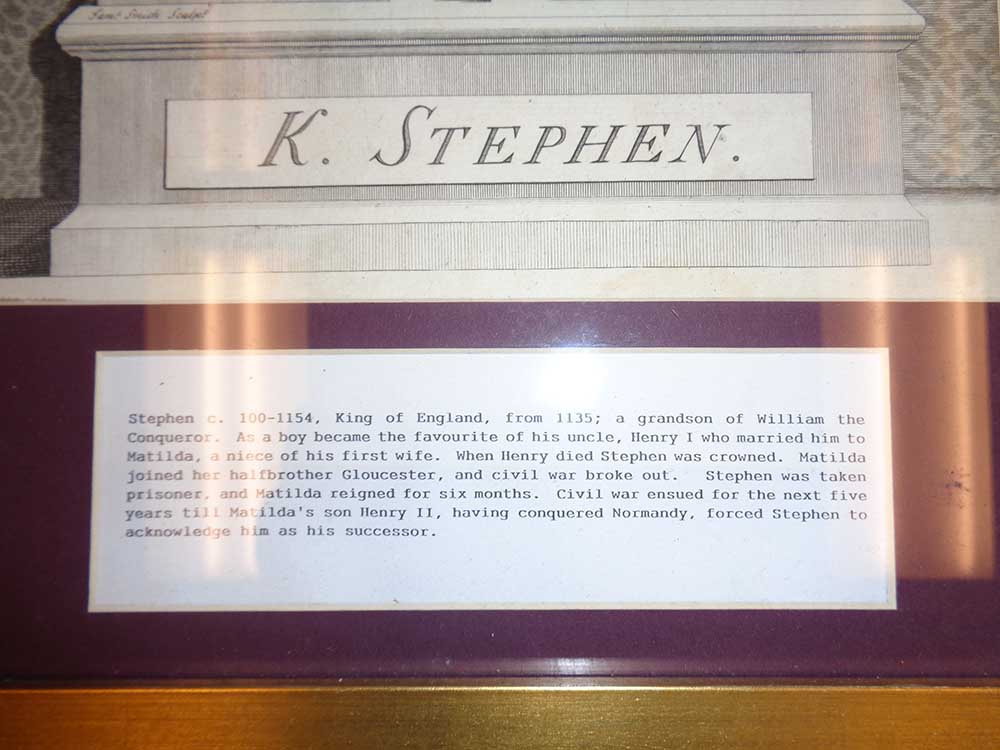 Sam. Smith Sculpt
K. STEPHEN.
Stephen c. 100-1154, King of England, from 1135; a grandson of William the
Conqueror. As a boy became the favourite of his uncle, Henry I who married him to
Matilda, a niece of his first wife. When Henry died Stephen was crowned. Matilda
joined her halfbrother Gloucester, and civil war broke out. Stephen was taken
prisoner, and Matilda reigned for six months. Civil war ensued for the next five
years till Matilda's son Henry II, having conquered Normandy, forced Stephen to
acknowledge him as his successor.